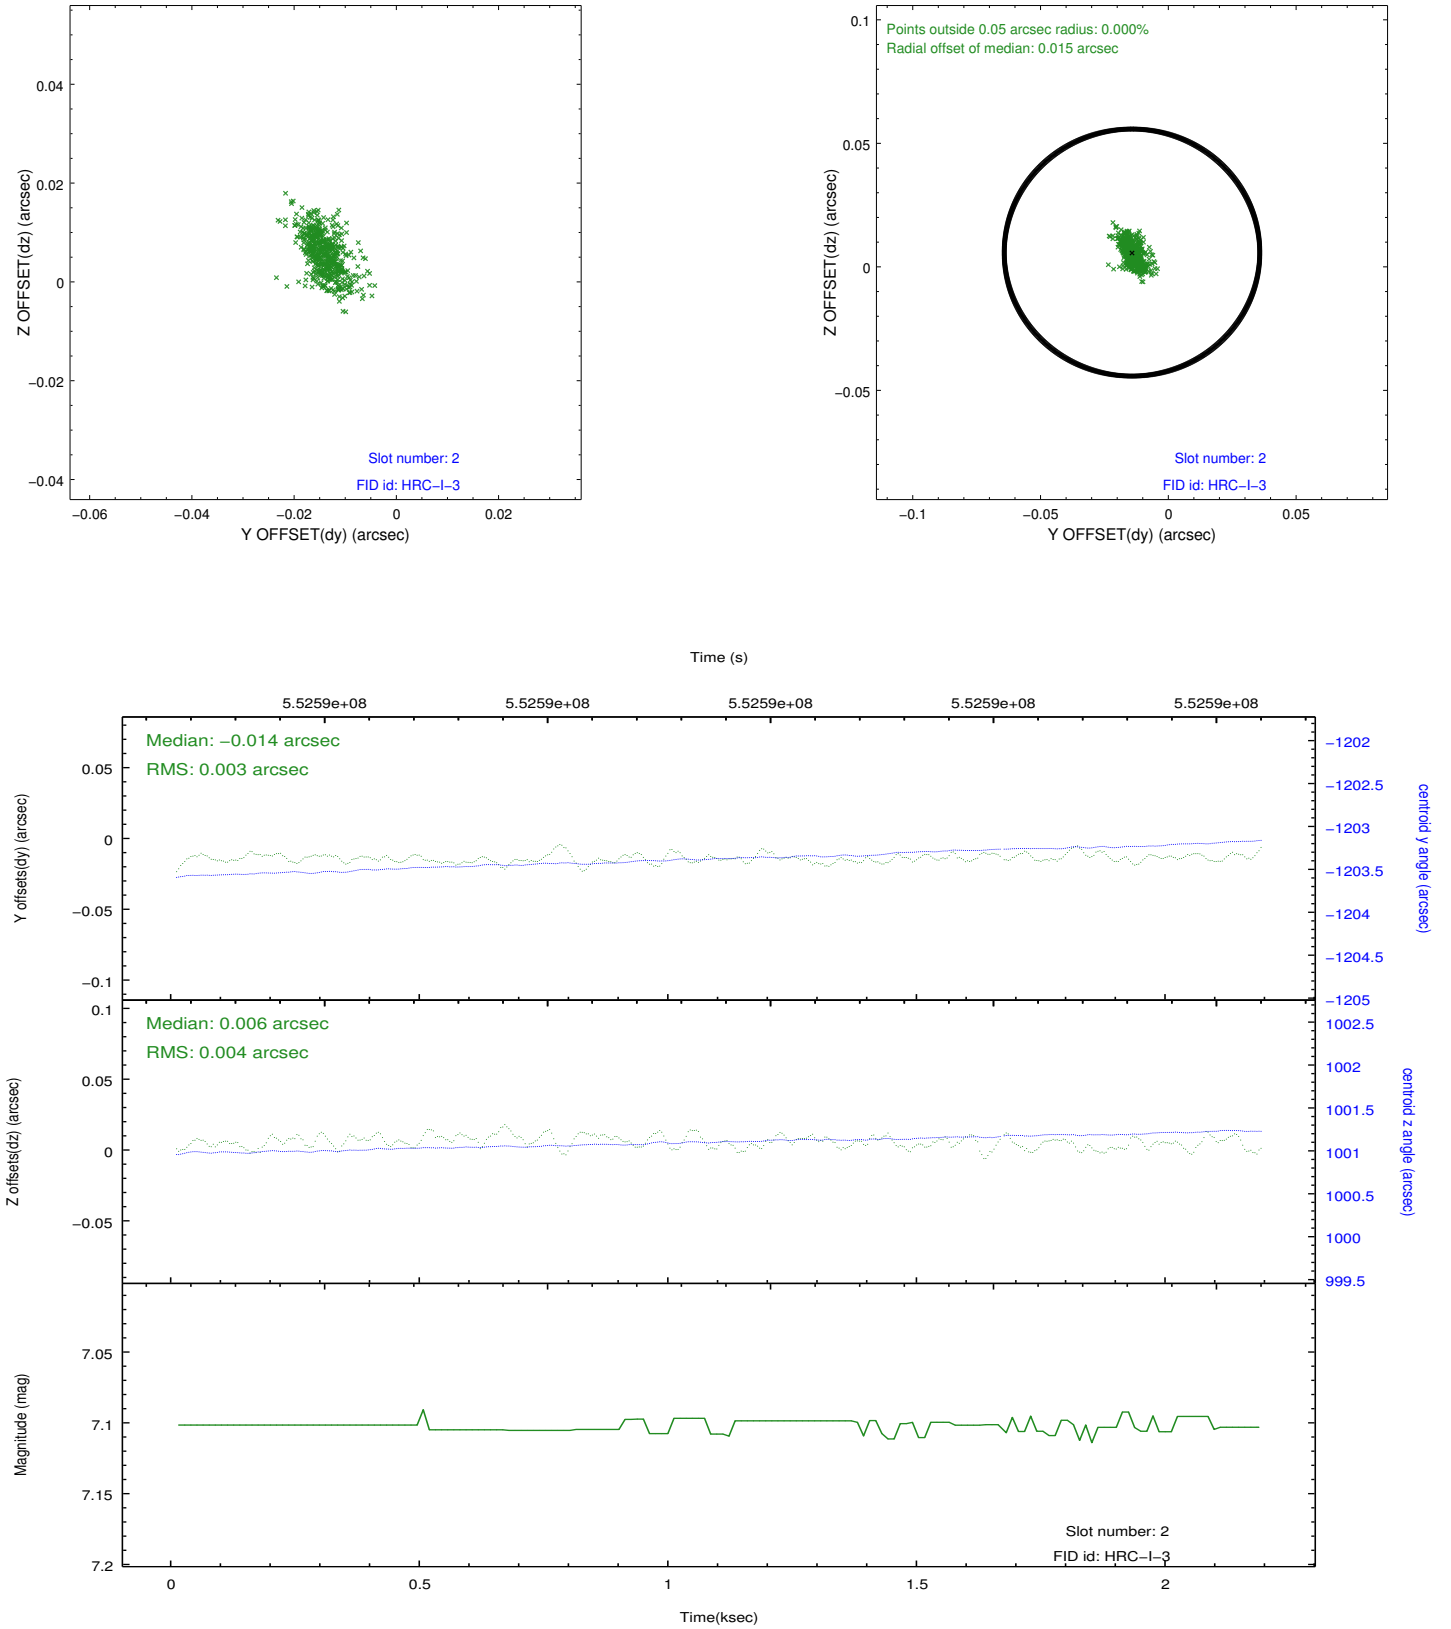 0.04
0.02
0
−0.02
−0.04
Z OFFSET(dz) (arcsec)
Slot number: 2
FID id: HRC−I−3
−0.06
−0.04
−0.02
0
0.02
Y OFFSET(dy) (arcsec)
Points outside 0.05 arcsec radius: 0.000%
Radial offset of median: 0.015 arcsec
0.1
0.05
0
−0.05
Z OFFSET(dz) (arcsec)
Slot number: 2
FID id: HRC−I−3
−0.1
−0.05
0
0.05
Y OFFSET(dy) (arcsec)
Time (s)
5.5259e+08
5.5259e+08
5.5259e+08
5.5259e+08
5.5259e+08
Median: −0.014 arcsec
RMS: 0.003 arcsec
0.05
0
−0.05
−0.1
Y offsets(dy) (arcsec)
−1202
−1202.5
−1203
−1203.5
−1204
−1204.5
−1205
centroid y angle (arcsec)
Median: 0.006 arcsec
RMS: 0.004 arcsec
0.1
0.05
0
−0.05
Z offsets(dz) (arcsec)
1002.5
1002
1001.5
1001
1000.5
1000
999.5
centroid z angle (arcsec)
7.05
7.1
7.15
7.2
Magnitude (mag)
Slot number: 2
FID id: HRC−I−3
0
0.5
1
1.5
2
Time(ksec)